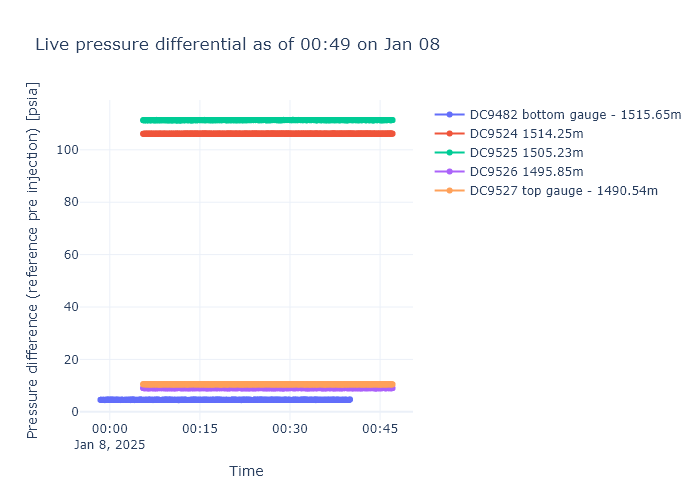 Live pressure differential as of 00:49 on Jan 08
Pressure difference (reference pre injection) [psia]
100
80
60
40
20
0
00:00
Jan 8, 2025
00:15
00:30
00:45
Time
DC9482 bottom gauge - 1515.65m
DC9524 1514.25m
DC9525 1505.23m
DC9526 1495.85m
DC9527 top gauge - 1490.54m